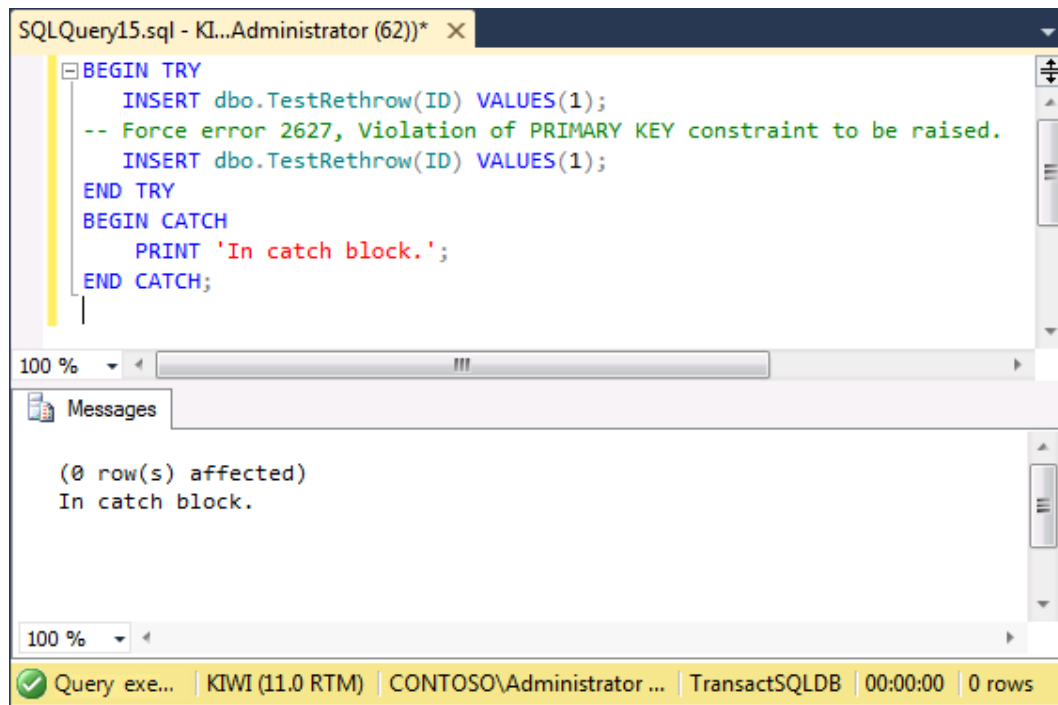 SQLQuery15.sql - KI...Administrator (62))*
BEGIN TRY
INSERT dbo.TestRethrow(ID) VALUES(1);
-- Force error 2627, Violation of PRIMARY KEY constraint to be raised.
INSERT dbo.TestRethrow(ID) VALUES(1);
END TRY
BEGIN CATCH
PRINT 'In catch block.';
END CATCH;
100 %
Messages
(0 row(s) affected)
In catch block.
100 %
Query exe... KIWI (11.0 RTM) CONTOSO\Administrator ... TransactSQLDB 00:00:00 0 rows